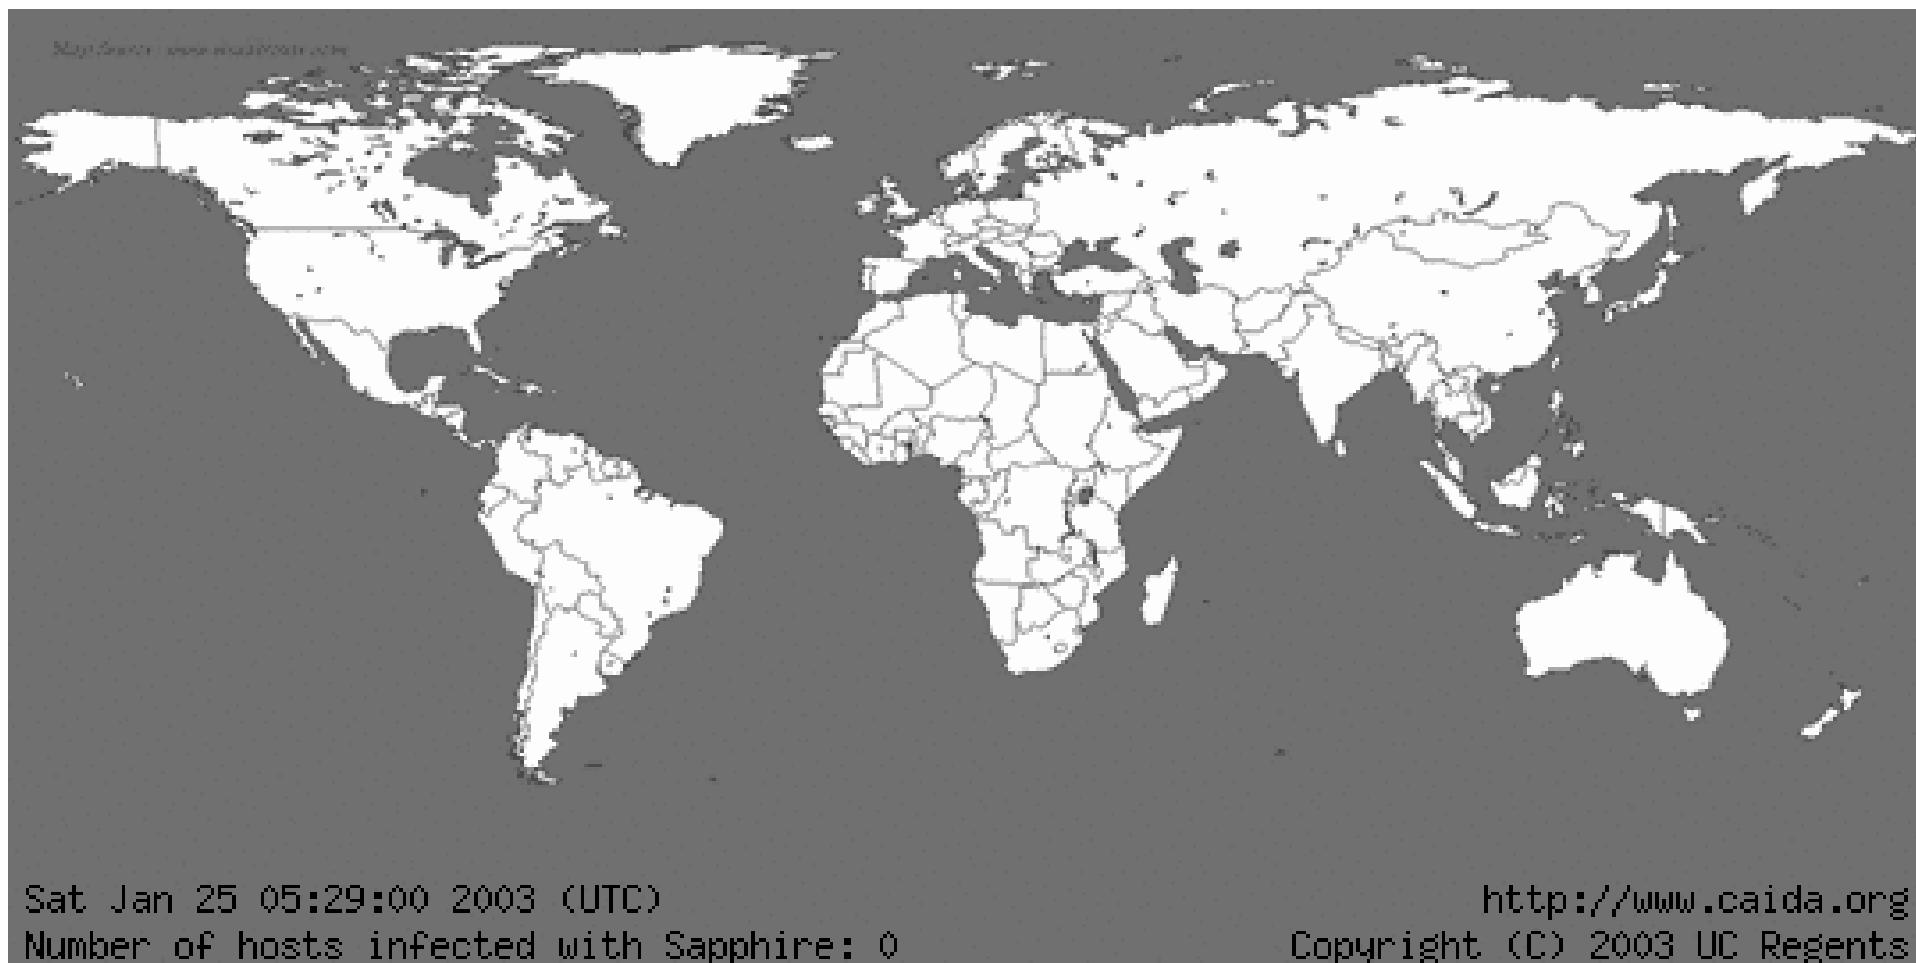 Sat Jan 25 05:29:00 2003 (UTC)
http://www.caida.org
Number of hosts infected with Sapphire: 0
Copyright (C) 2003 UC Regents